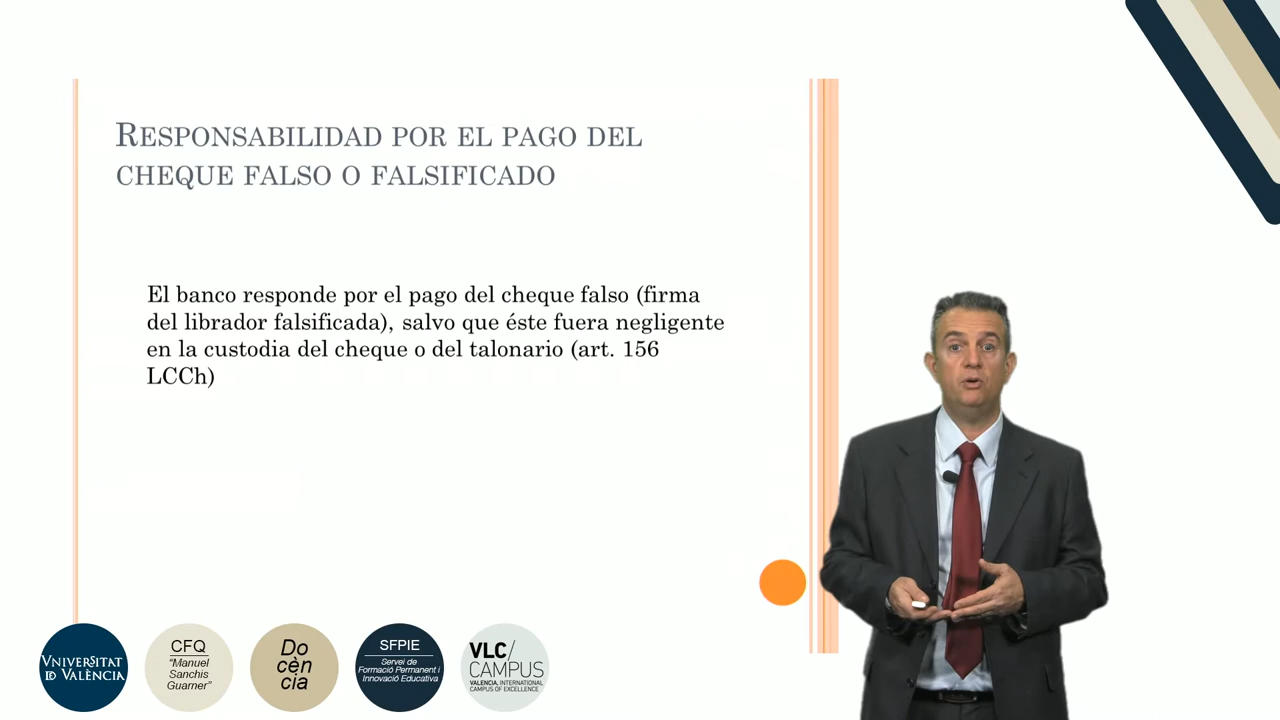 RESPONSABILIDAD POR EL PAGO DEL
CHEQUE FALSO O FALSIFICADO
El banco responde por el pago del cheque falso (firma
del librador falsificada), salvo que éste fuera negligente
en la custodia del cheque o del talonario (art. 156
LCCh)
VNIVERSITAT
ID VALÈNCIA
CFQ
"Manuel
Sanchis
Guarner"
Do
cèn
cia
SFPIE
Servei de
Formació Permanent i
Innovació Educativa
VLC/
CAMPUS
VALENCIA, INTERNATIONAL
CAMPUS OF EXCELLENCE